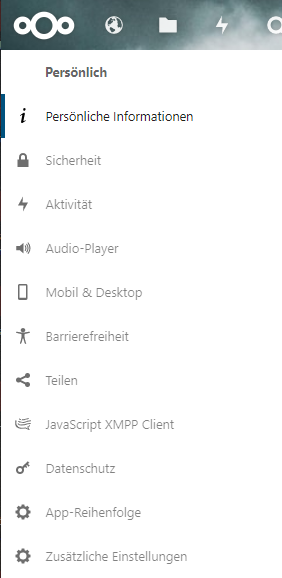 Persönlich
Persönliche Informationen
Sicherheit
Aktivität
Audio-Player
Mobil & Desktop
Barrierefreiheit
Teilen
JavaScript XMPP Client
Datenschutz
App-Reihenfolge
Zusätzliche Einstellungen